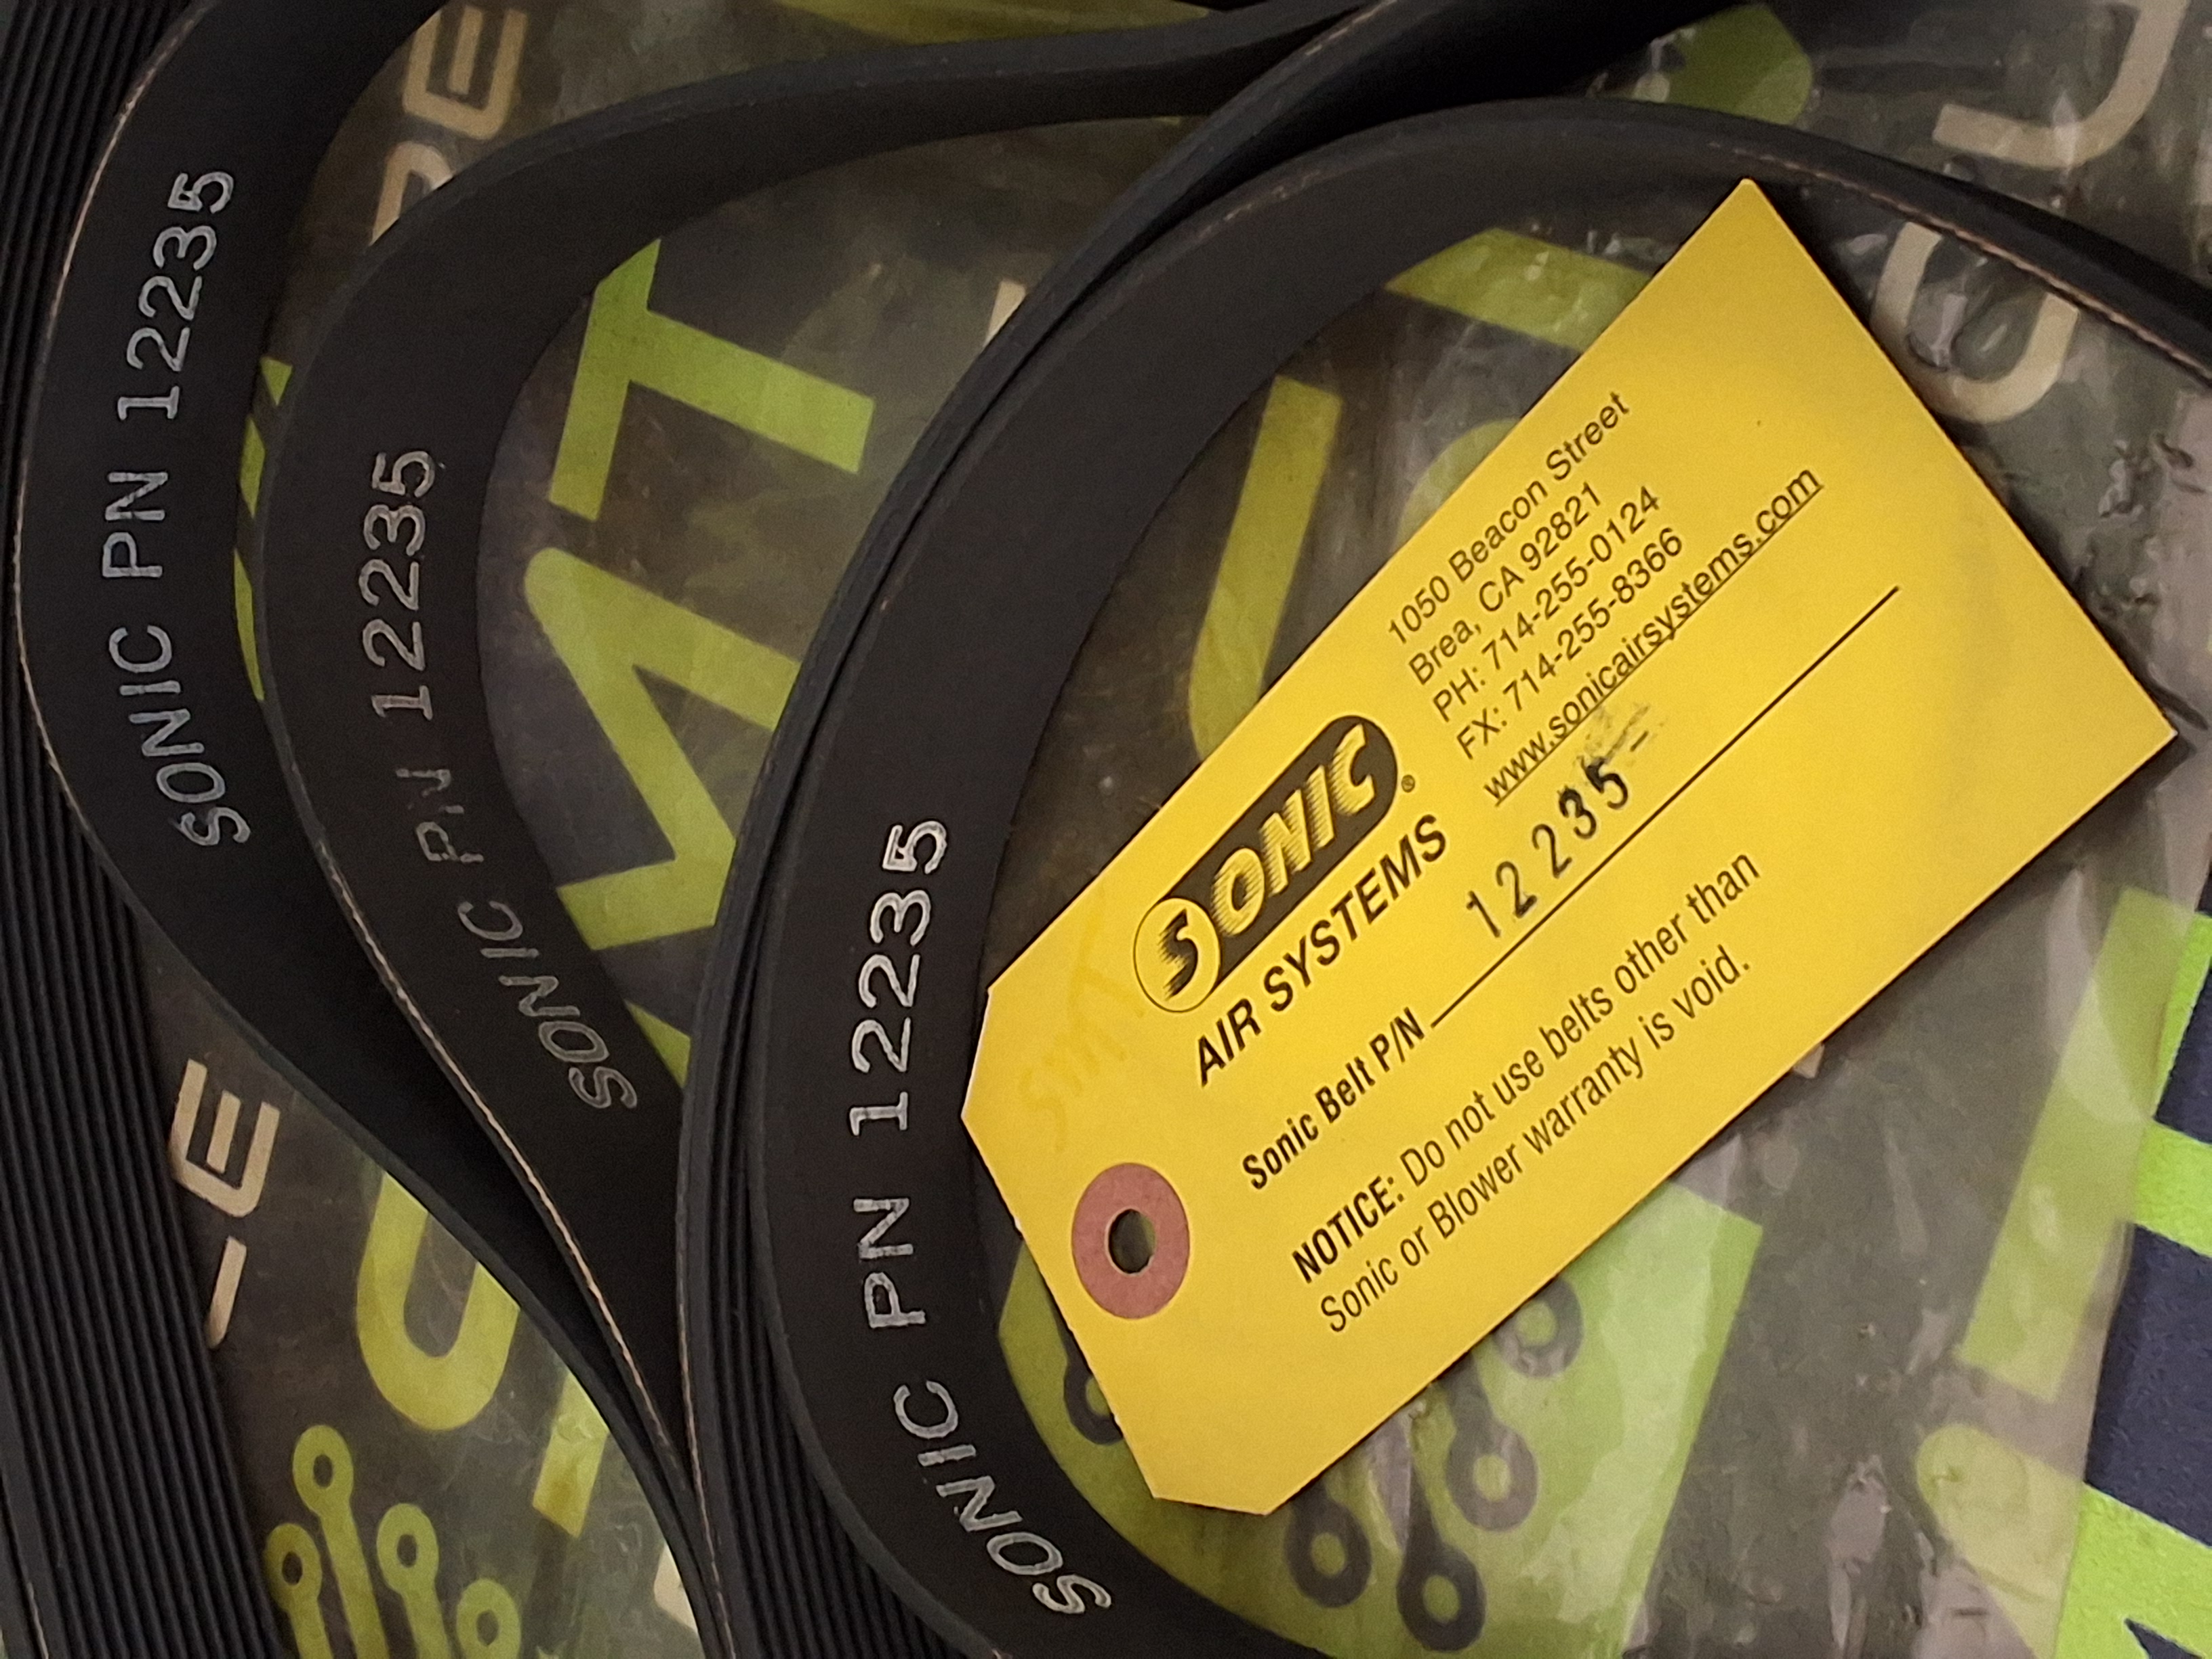 SONIC PN 12235
SONIC PN 12235
SONIC PN 12235
SONIC®
AIR SYSTEMS
1050 Beacon Street
Brea, CA 92821
PH: 714-255-0124
FX: 714-255-8366
www.sonicairsystems.com
Sonic Belt P/N 12235
NOTICE: Do not use belts other than
Sonic or Blower warranty is void.